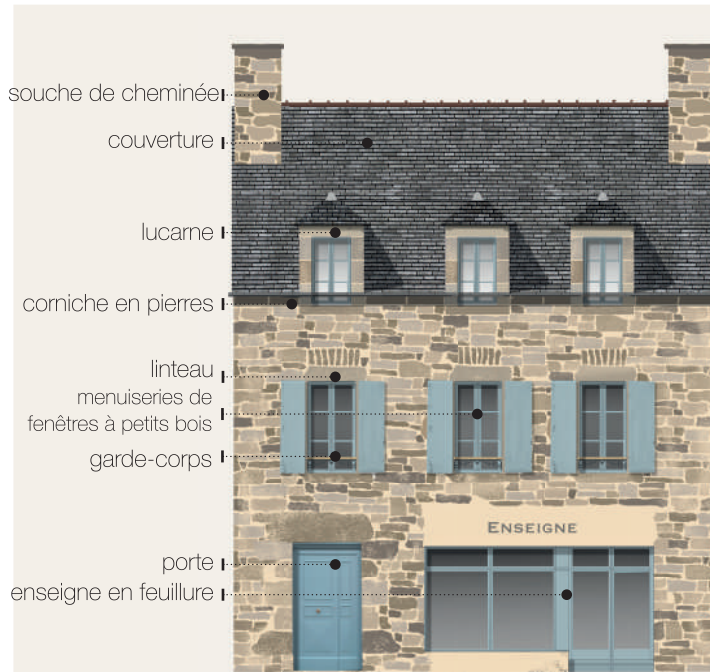 souche de cheminée
couverture
lucarne
corniche en pierres
linteau
menuiseries de
fenêtres à petits bois
garde-corps
ENSEIGNE
porte
enseigne en feuillure